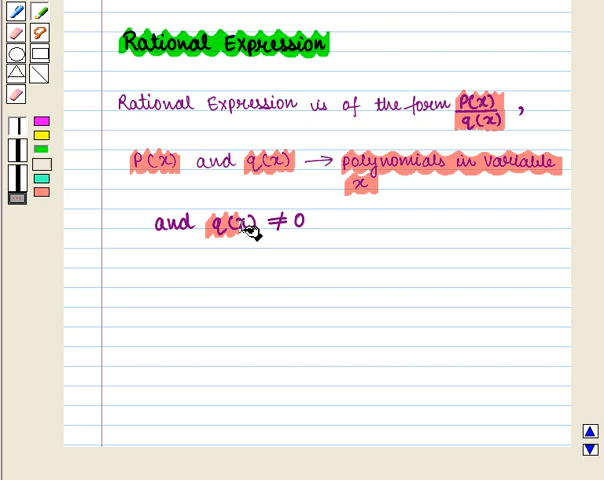 Rational Expression
Rational Expression is of the form P(x)/q(x) ,
P(x) and q(x) → polynomials in variable
x
and q(x) ≠ 0